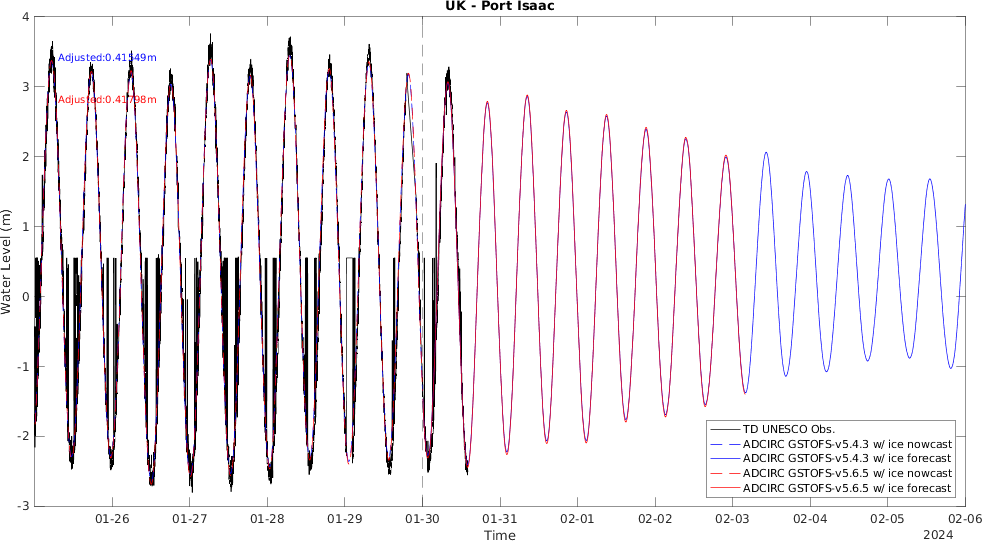 UK - Port Isaac
4
3
2
1
0
-1
-2
-3
Water Level (m)
Adjusted:0.41549m
Adjusted:0.41798m
TD UNESCO Obs.
ADCIRC GSTOFS-v5.4.3 w/ ice nowcast
ADCIRC GSTOFS-v5.4.3 w/ ice forecast
ADCIRC GSTOFS-v5.6.5 w/ ice nowcast
ADCIRC GSTOFS-v5.6.5 w/ ice forecast
01-26 01-27 01-28 01-29 01-30 01-31 02-01 02-02 02-03 02-04 02-05 02-06
Time
2024